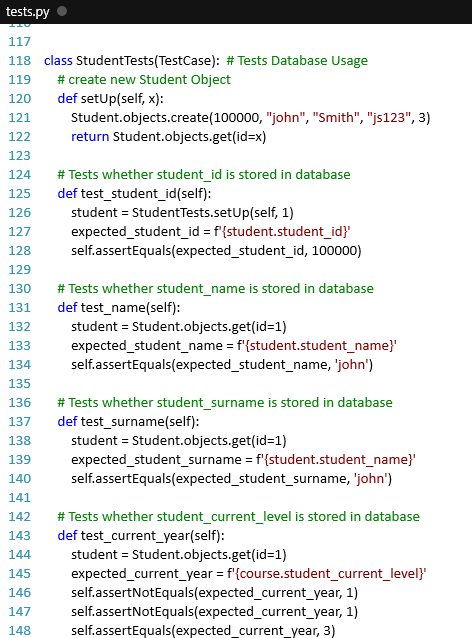 tests.py
116
117
118 class StudentTests(TestCase):  # Tests Database Usage
119     # create new Student Object
120     def setUp(self, x):
121         Student.objects.create(100000, "john", "Smith", "js123", 3)
122         return Student.objects.get(id=x)
123
124     # Tests whether student_id is stored in database
125     def test_student_id(self):
126         student = StudentTests.setUp(self, 1)
127         expected_student_id = f'{student.student_id}'
128         self.assertEquals(expected_student_id, 100000)
129
130     # Tests whether student_name is stored in database
131     def test_name(self):
132         student = Student.objects.get(id=1)
133         expected_student_name = f'{student.student_name}'
134         self.assertEquals(expected_student_name, 'john')
135
136     # Tests whether student_surname is stored in database
137     def test_surname(self):
138         student = Student.objects.get(id=1)
139         expected_student_surname = f'{student.student_name}'
140         self.assertEquals(expected_student_surname, 'john')
141
142     # Tests whether student_current_level is stored in database
143     def test_current_year(self):
144         student = Student.objects.get(id=1)
145         expected_current_year = f'{course.student_current_level}'
146         self.assertNotEquals(expected_current_year, 1)
147         self.assertNotEquals(expected_current_year, 1)
148         self.assertEquals(expected_current_year, 3)